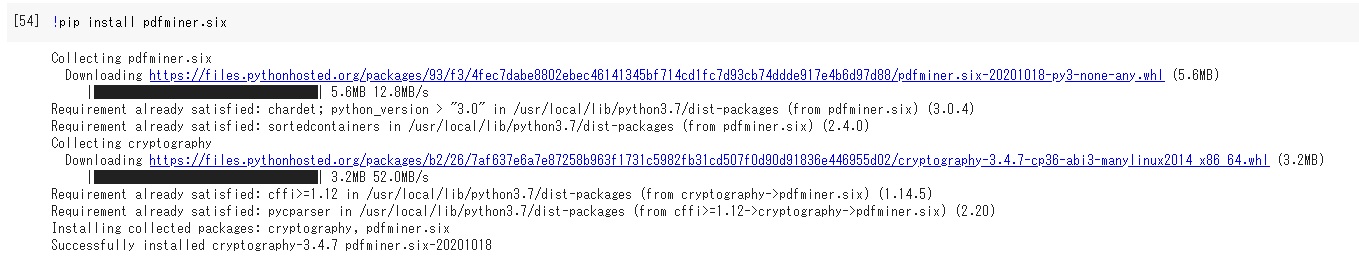 [54] !pip install pdfminer.six
Collecting pdfminer.six
Downloading https://files.pythonhosted.org/packages/93/f3/4fec7dabe8802ebec46141345bf714cd1fc7d93cb74ddde917e4b6d97d88/pdfminer.six-20201018-py3-none-any.whl (5.6MB)
|████████████████████████████████| 5.6MB 12.8MB/s
Requirement already satisfied: chardet; python_version > "3.0" in /usr/local/lib/python3.7/dist-packages (from pdfminer.six) (3.0.4)
Requirement already satisfied: sortedcontainers in /usr/local/lib/python3.7/dist-packages (from pdfminer.six) (2.4.0)
Collecting cryptography
Downloading https://files.pythonhosted.org/packages/b2/26/7af637e6a7e87258b963f1731c5982fb31cd507f0d90d91836e446955d02/cryptography-3.4.7-cp36-abi3-manylinux2014_x86_64.whl (3.2MB)
|████████████████████████████████| 3.2MB 52.0MB/s
Requirement already satisfied: cffi>=1.12 in /usr/local/lib/python3.7/dist-packages (from cryptography->pdfminer.six) (1.14.5)
Requirement already satisfied: pycparser in /usr/local/lib/python3.7/dist-packages (from cffi>=1.12->cryptography->pdfminer.six) (2.20)
Installing collected packages: cryptography, pdfminer.six
Successfully installed cryptography-3.4.7 pdfminer.six-20201018